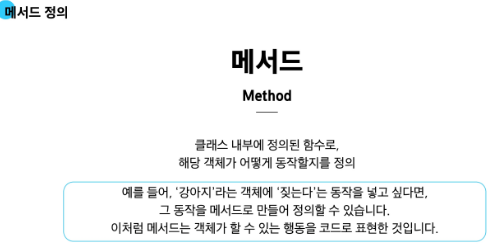 메서드 정의
메서드
Method
클래스 내부에 정의된 함수로,
해당 객체가 어떻게 동작할지를 정의
예를 들어, ‘강아지’라는 객체에 ‘짖는다’는 동작을 넣고 싶다면,
그 동작을 메서드로 만들어 정의할 수 있습니다.
이처럼 메서드는 객체가 할 수 있는 행동을 코드로 표현한 것입니다.